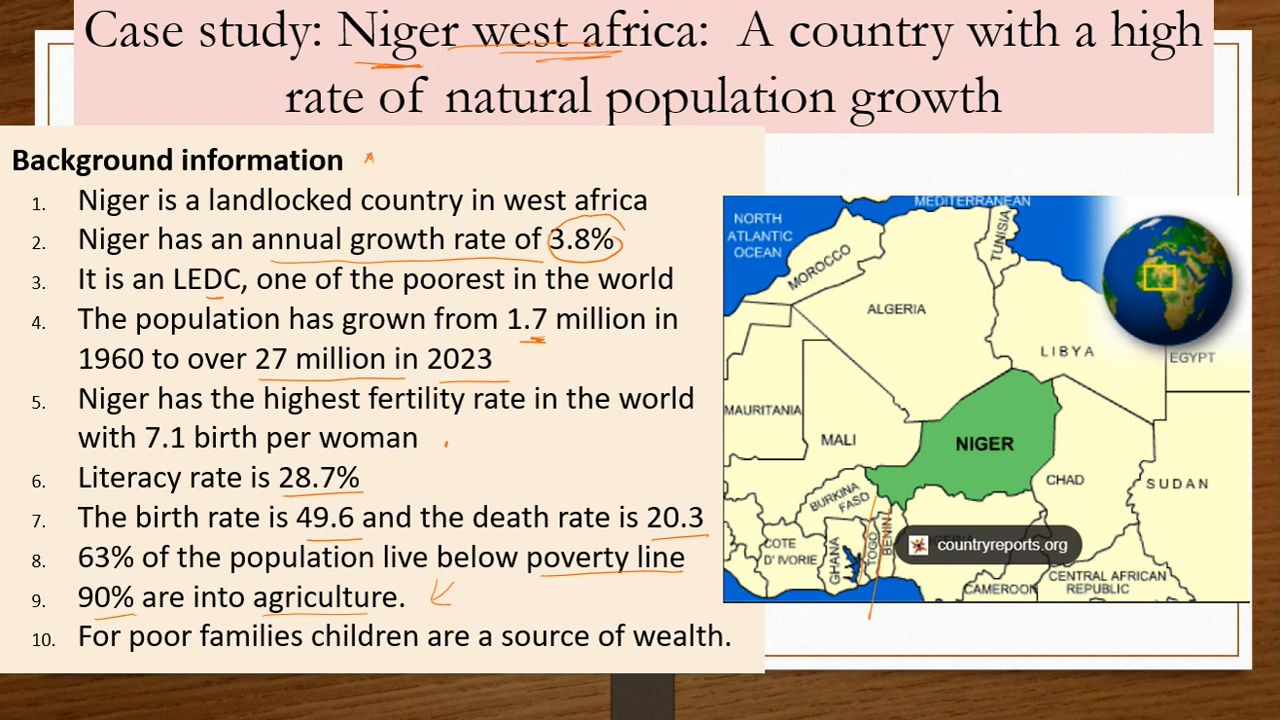 Case study: Niger west africa: A country with a high
rate of natural population growth
Background information
1. Niger is a landlocked country in west africa
2. Niger has an annual growth rate of 3.8%
3. It is an LEDC, one of the poorest in the world
4. The population has grown from 1.7 million in
1960 to over 27 million in 2023
5. Niger has the highest fertility rate in the world
with 7.1 birth per woman
6. Literacy rate is 28.7%
7. The birth rate is 49.6 and the death rate is 20.3
8. 63% of the population live below poverty line
9. 90% are into agriculture.
10. For poor families children are a source of wealth.
MEDITERRANEAN
NORTH
ATLANTIC
OCEAN
MOROCCO
TUNISIA
ALGERIA
LIBYA
EGYPT
MAURITANIA
MALI
NIGER
CHAD
SUDAN
BURKINA
FASO
COTE
D'IVORIE
GHANA
TOGO
BENIN
countryreports.org
CAMEROON
CENTRAL AFRICAN
REPUBLIC